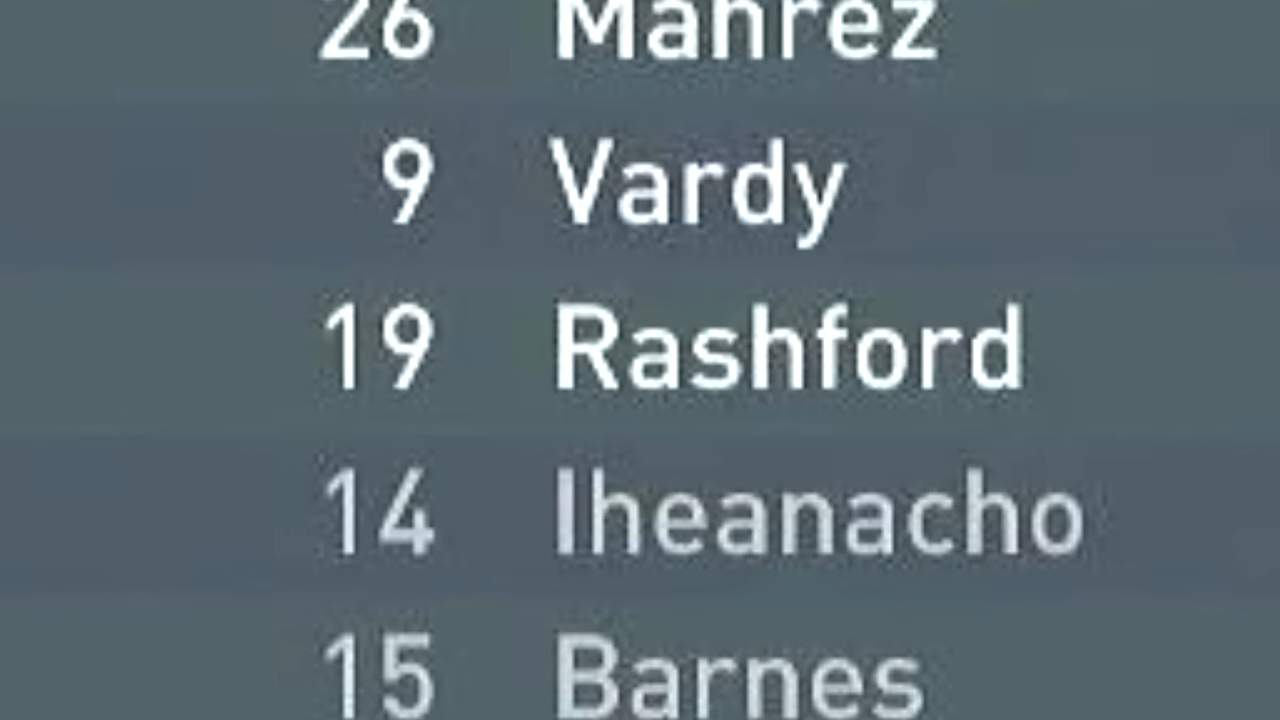 26 Mahrez
9 Vardy
19 Rashford
14 Iheanacho
15 Barnes